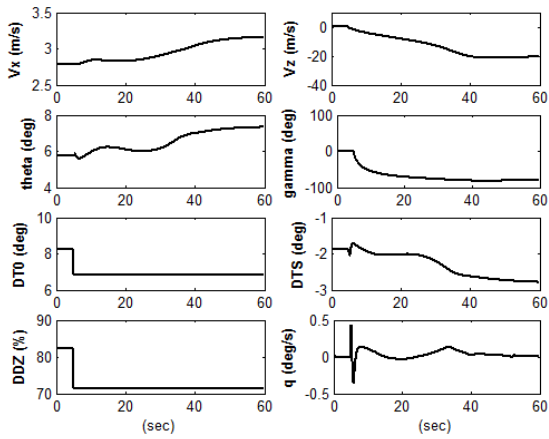 3.5
3
2.5
Vx (m/s)
0 20 40 60
20
0
-20
-40
Vz (m/s)
0 20 40 60
8
6
4
theta (deg)
0 20 40 60
100
0
-100
gamma (deg)
0 20 40 60
10
8
6
DT0 (deg)
0 20 40 60
-1
-2
-3
DTS (deg)
0 20 40 60
90
80
70
DDZ (%)
0 20 40 60
(sec)
0.5
0
-0.5
q (deg/s)
0 20 40 60
(sec)